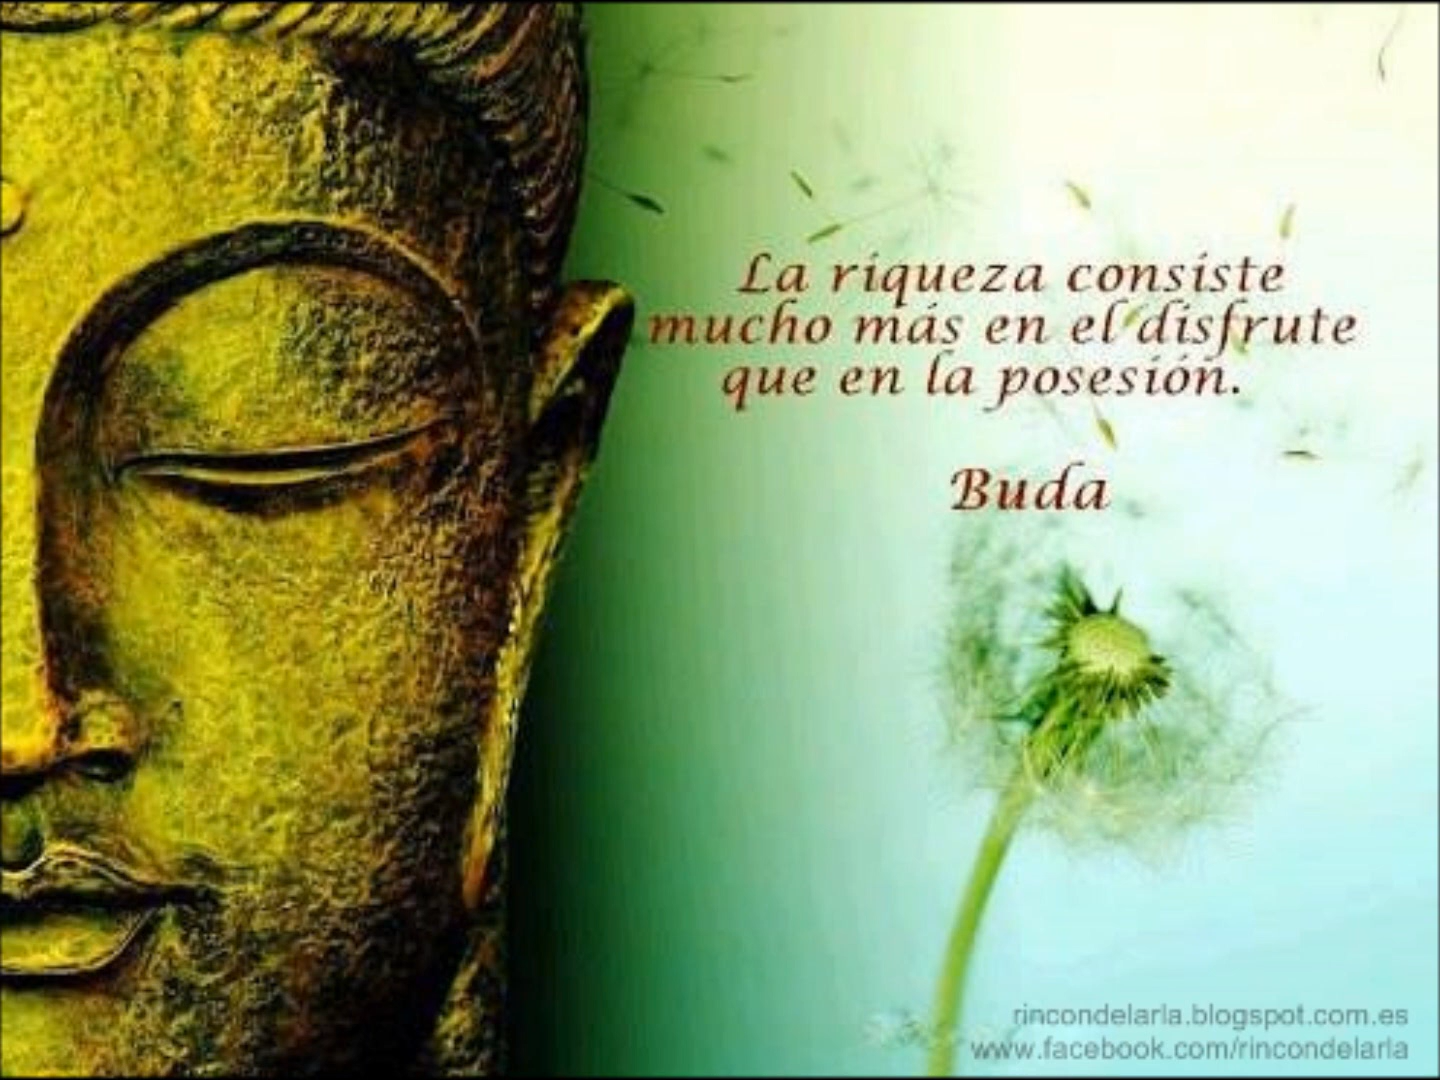 La riqueza consiste
mucho más en el disfrute
que en la posesión.
Buda
rincondelarla.blogspot.com.es
www.facebook.com/rincondelarla